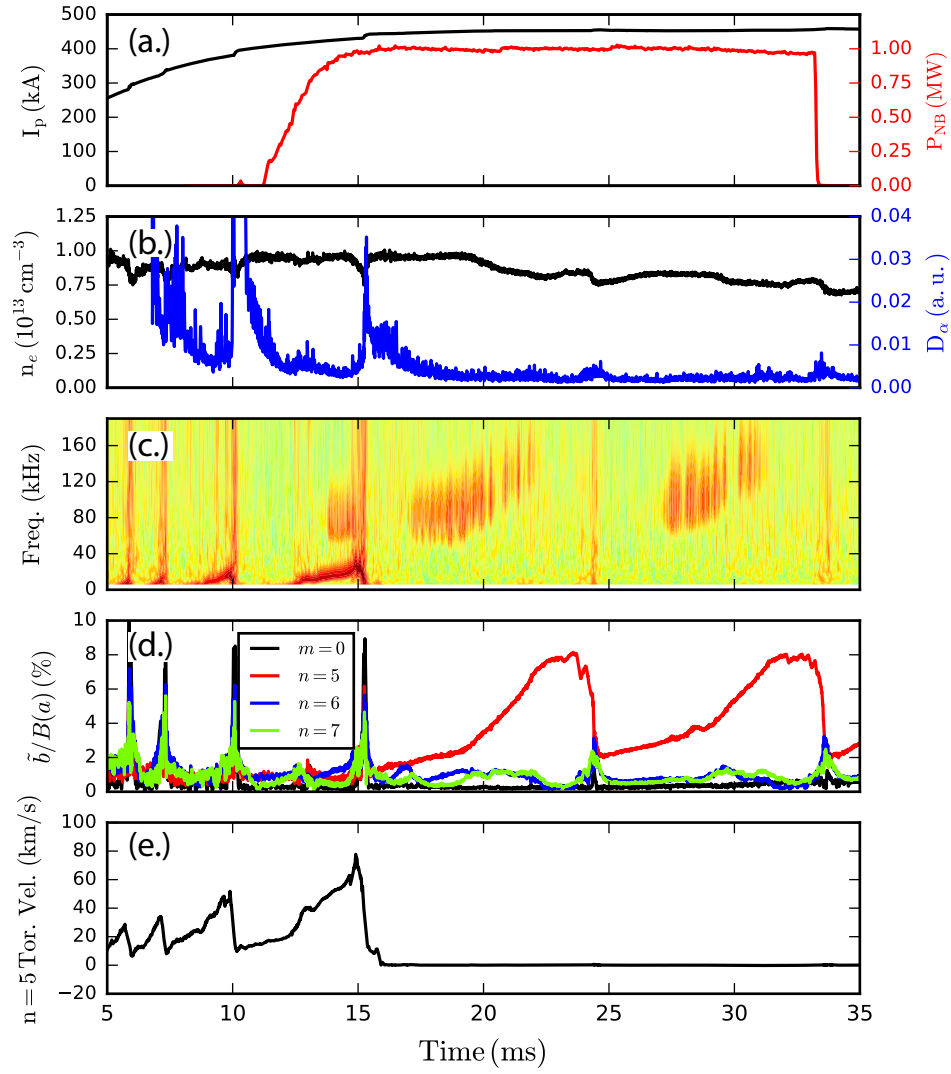 (a.)
500
400
300
200
100
0
I_p (kA)
1.00
0.75
0.50
0.25
0.00
P_NB (MW)
(b.)
1.25
1.00
0.75
0.50
0.25
0.00
n_e (10^13 cm^−3)
0.04
0.03
0.02
0.01
0.00
D_α (a. u.)
(c.)
160
120
80
40
0
Freq. (kHz)
(d.)
10
8
6
4
2
0
b̃/B(a) (%)
m = 0
n = 5
n = 6
n = 7
(e.)
100
80
60
40
20
0
−20
n = 5 Tor. Vel. (km/s)
5 10 15 20 25 30 35
Time (ms)